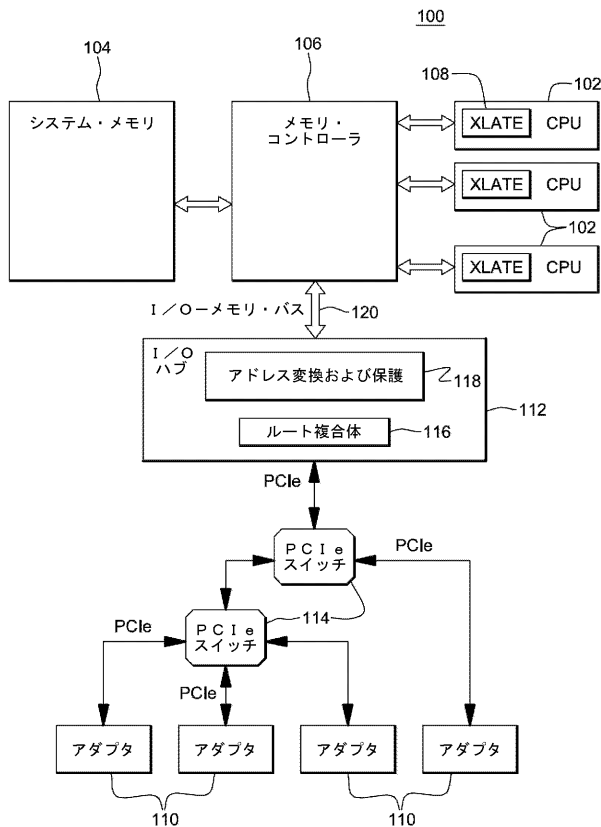 100
104
106
108
102
システム・メモリ
メモリ・
コントローラ
XLATE CPU
XLATE CPU
102
XLATE CPU
I/O-メモリ・バス
120
I/O
ハブ
アドレス変換および保護
118
112
ルート複合体
116
PCIe
PCIe
スイッチ
PCIe
114
PCIe
PCIe
スイッチ
PCIe
アダプタ
アダプタ
アダプタ
アダプタ
110
110